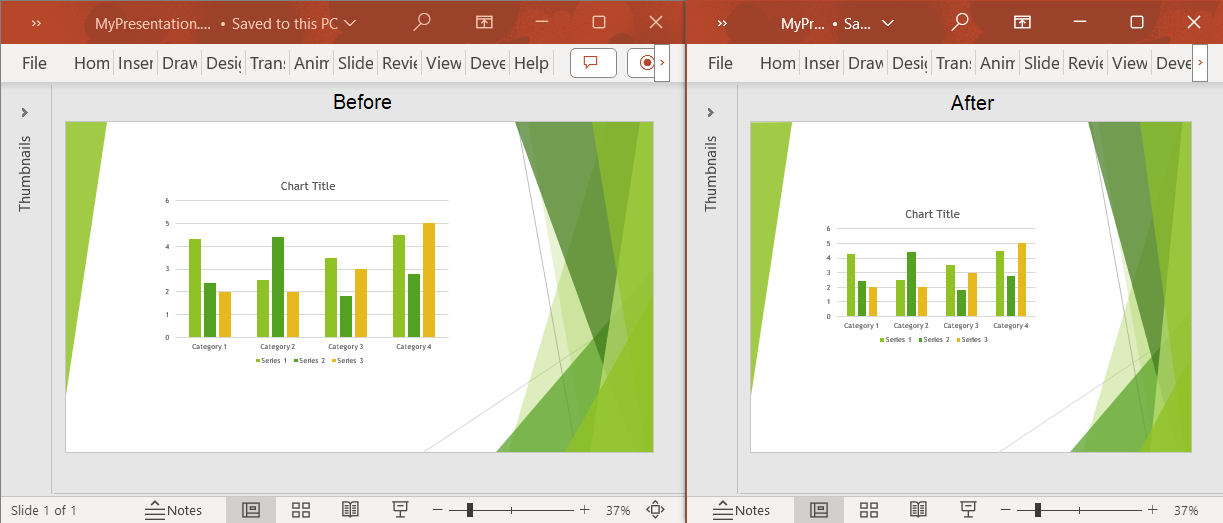 MyPresentation.... • Saved to this PC
File Hom Inser Draw Desig Trans Anim Slide Revie View Deve Help
Before
Thumbnails
Chart Title
6
5
4
3
2
1
0
Category 1 Category 2 Category 3 Category 4
Series 1 Series 2 Series 3
Slide 1 of 1 Notes 37%
MyPr... • Sa...
File Hom Inser Draw Desig Trans Anim Slide Revie View Deve
After
Thumbnails
Chart Title
6
5
4
3
2
1
0
Category 1 Category 2 Category 3 Category 4
Series 1 Series 2 Series 3
Notes 37%